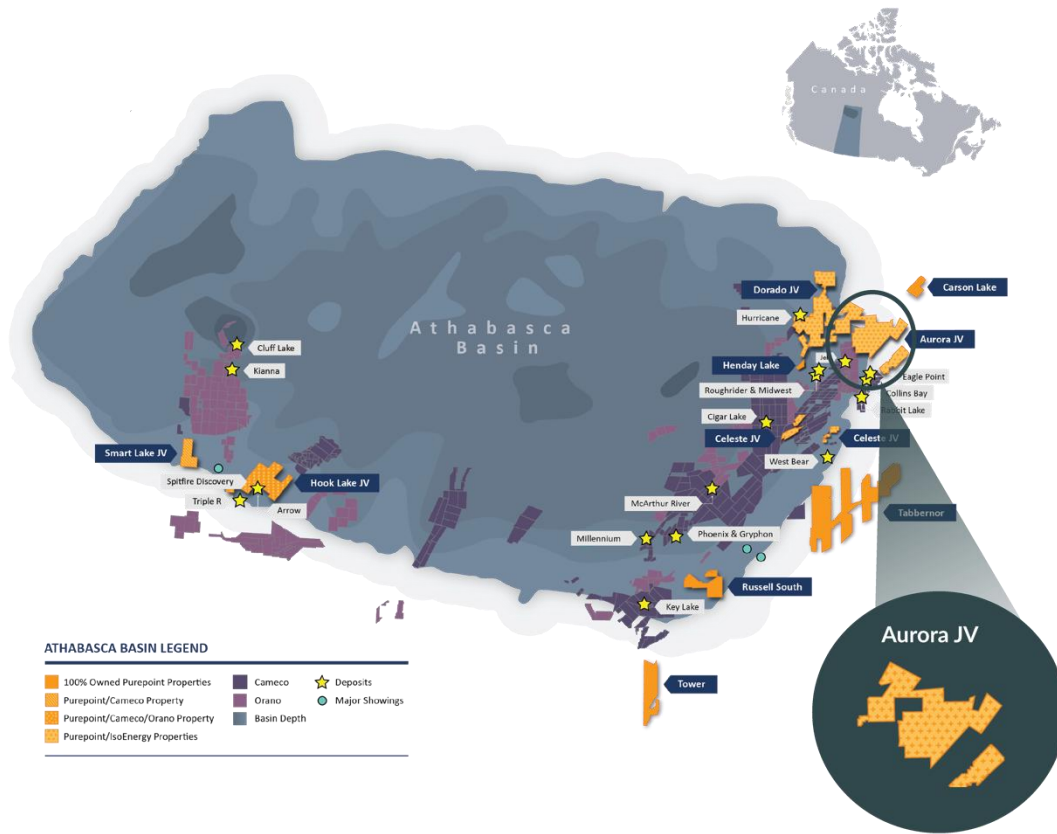 Canada
Athabasca
Basin
Dorado JV
Carson Lake
Hurricane
Aurora JV
Cluff Lake
Kianna
Henday Lake
Eagle Point
Roughrider & Midwest
Collins Bay
Rabbit Lake
Cigar Lake
Celeste JV
Celeste JV
West Bear
Smart Lake JV
Spitfire Discovery
Hook Lake JV
Triple R
Arrow
McArthur River
Tabbernor
Millennium
Phoenix & Gryphon
Russell South
Key Lake
Tower
Aurora JV
ATHABASCA BASIN LEGEND
100% Owned Purepoint Properties
Purepoint/Cameco Property
Purepoint/Cameco/Orano Property
Purepoint/IsoEnergy Properties
Cameco
Orano
Basin Depth
Deposits
Major Showings